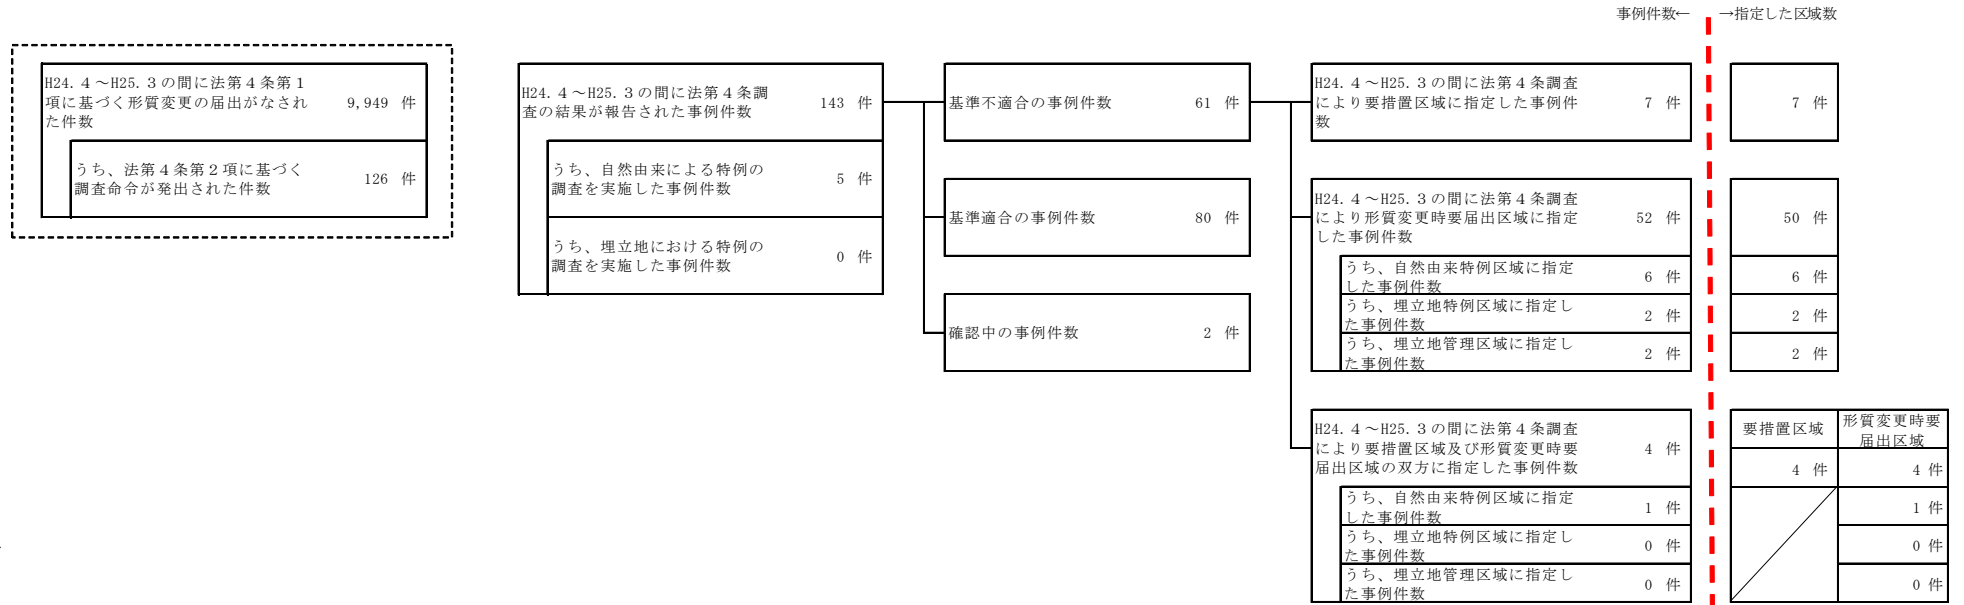 事例件数← →指定した区域数
H24.4～H25.3の間に法第4条第1
項に基づく形質変更の届出がなされ
た件数
9,949 件
うち、法第4条第2項に基づく
調査命令が発出された件数
126 件
H24.4～H25.3の間に法第4条調
査の結果が報告された事例件数
143 件
うち、自然由来による特例の
調査を実施した事例件数
5 件
うち、埋立地における特例の
調査を実施した事例件数
0 件
基準不適合の事例件数 61 件
基準適合の事例件数 80 件
確認中の事例件数 2 件
H24.4～H25.3の間に法第4条調査
により要措置区域に指定した事例件
数
7 件
7 件
H24.4～H25.3の間に法第4条調査
により形質変更時要届出区域に指定
した事例件数
52 件
50 件
うち、自然由来特例区域に指定
した事例件数
6 件
6 件
うち、埋立地特例区域に指定し
た事例件数
2 件
2 件
うち、埋立地管理区域に指定し
た事例件数
2 件
2 件
H24.4～H25.3の間に法第4条調査
により要措置区域及び形質変更時要
届出区域の双方に指定した事例件数
4 件
要措置区域
形質変更時要
届出区域
4 件
4 件
うち、自然由来特例区域に指定
した事例件数
1 件
1 件
うち、埋立地特例区域に指定し
た事例件数
0 件
0 件
うち、埋立地管理区域に指定し
た事例件数
0 件
0 件